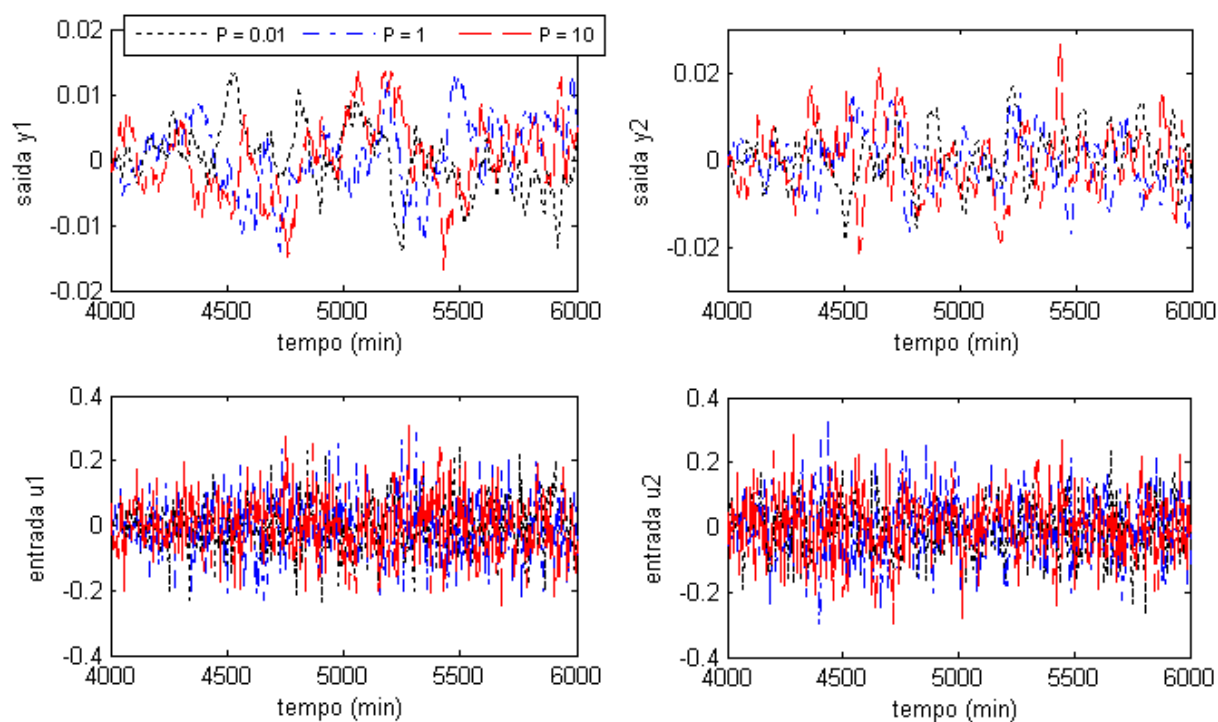 P = 0.01 P = 1 P = 10
0.02
0.01
0
-0.01
-0.02
saida y1
4000 4500 5000 5500 6000
tempo (min)
0.02
0
-0.02
saida y2
4000 4500 5000 5500 6000
tempo (min)
0.4
0.2
0
-0.2
-0.4
entrada u1
4000 4500 5000 5500 6000
tempo (min)
0.4
0.2
0
-0.2
-0.4
entrada u2
4000 4500 5000 5500 6000
tempo (min)